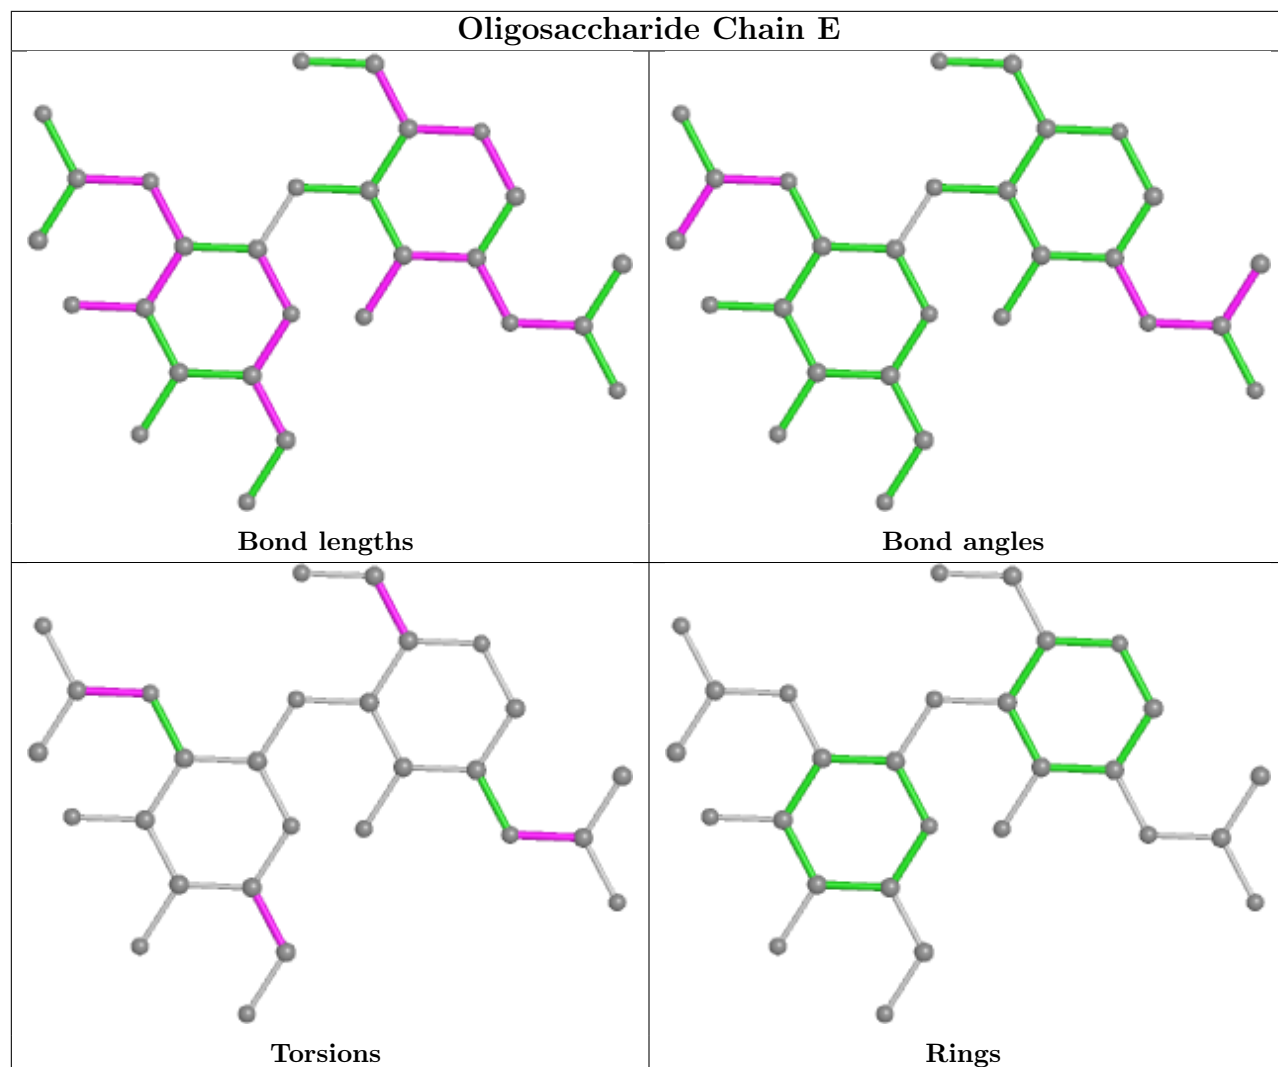 Oligosaccharide Chain E
Bond lengths
Bond angles
Torsions
Rings